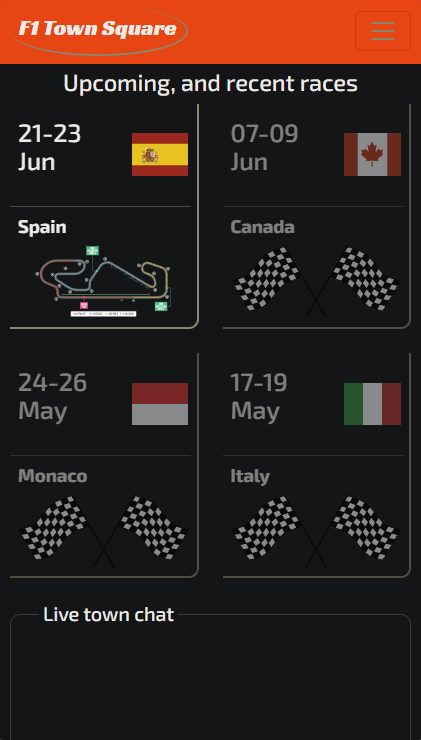 F1 Town Square
Upcoming, and recent races
21-23
Jun
07-09
Jun
Spain
Canada
24-26
May
17-19
May
Monaco
Italy
Live town chat